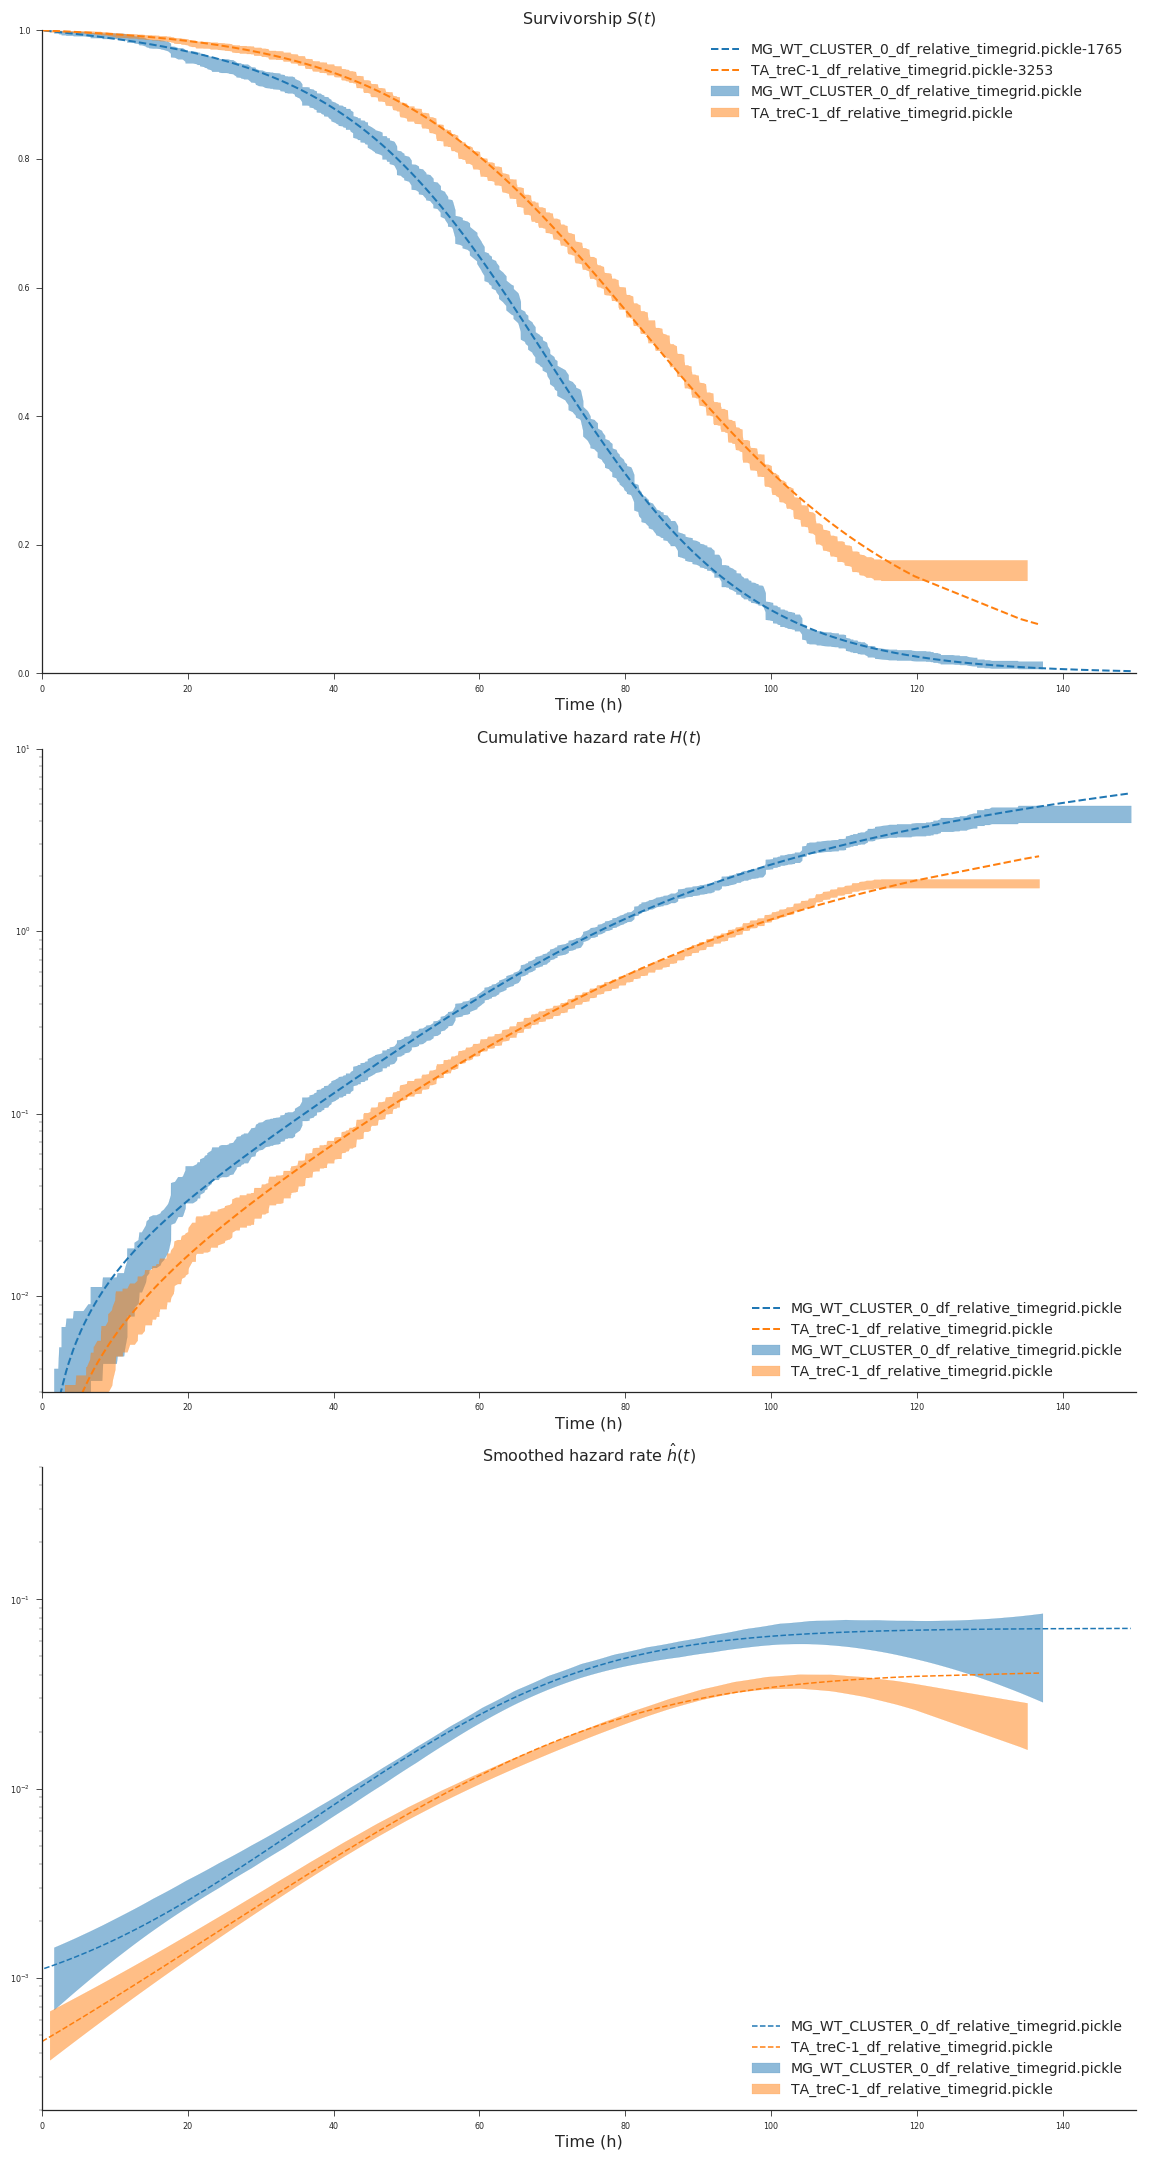 Survivorship S(t)
1.0
0.8
0.6
0.4
0.2
0.0
MG_WT_CLUSTER_0_df_relative_timegrid.pickle-1765
TA_treC-1_df_relative_timegrid.pickle-3253
MG_WT_CLUSTER_0_df_relative_timegrid.pickle
TA_treC-1_df_relative_timegrid.pickle
0 20 40 60 80 100 120 140
Time (h)
Cumulative hazard rate H(t)
10¹
10⁰
10⁻¹
10⁻²
MG_WT_CLUSTER_0_df_relative_timegrid.pickle
TA_treC-1_df_relative_timegrid.pickle
MG_WT_CLUSTER_0_df_relative_timegrid.pickle
TA_treC-1_df_relative_timegrid.pickle
0 20 40 60 80 100 120 140
Time (h)
Smoothed hazard rate ĥ(t)
10⁻¹
10⁻²
10⁻³
MG_WT_CLUSTER_0_df_relative_timegrid.pickle
TA_treC-1_df_relative_timegrid.pickle
MG_WT_CLUSTER_0_df_relative_timegrid.pickle
TA_treC-1_df_relative_timegrid.pickle
0 20 40 60 80 100 120 140
Time (h)